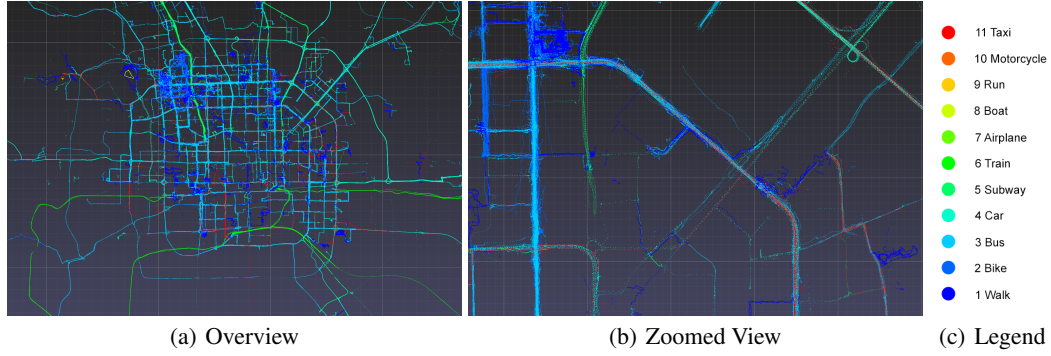 11 Taxi
10 Motorcycle
9 Run
8 Boat
7 Airplane
6 Train
5 Subway
4 Car
3 Bus
2 Bike
1 Walk
(a) Overview
(b) Zoomed View
(c) Legend